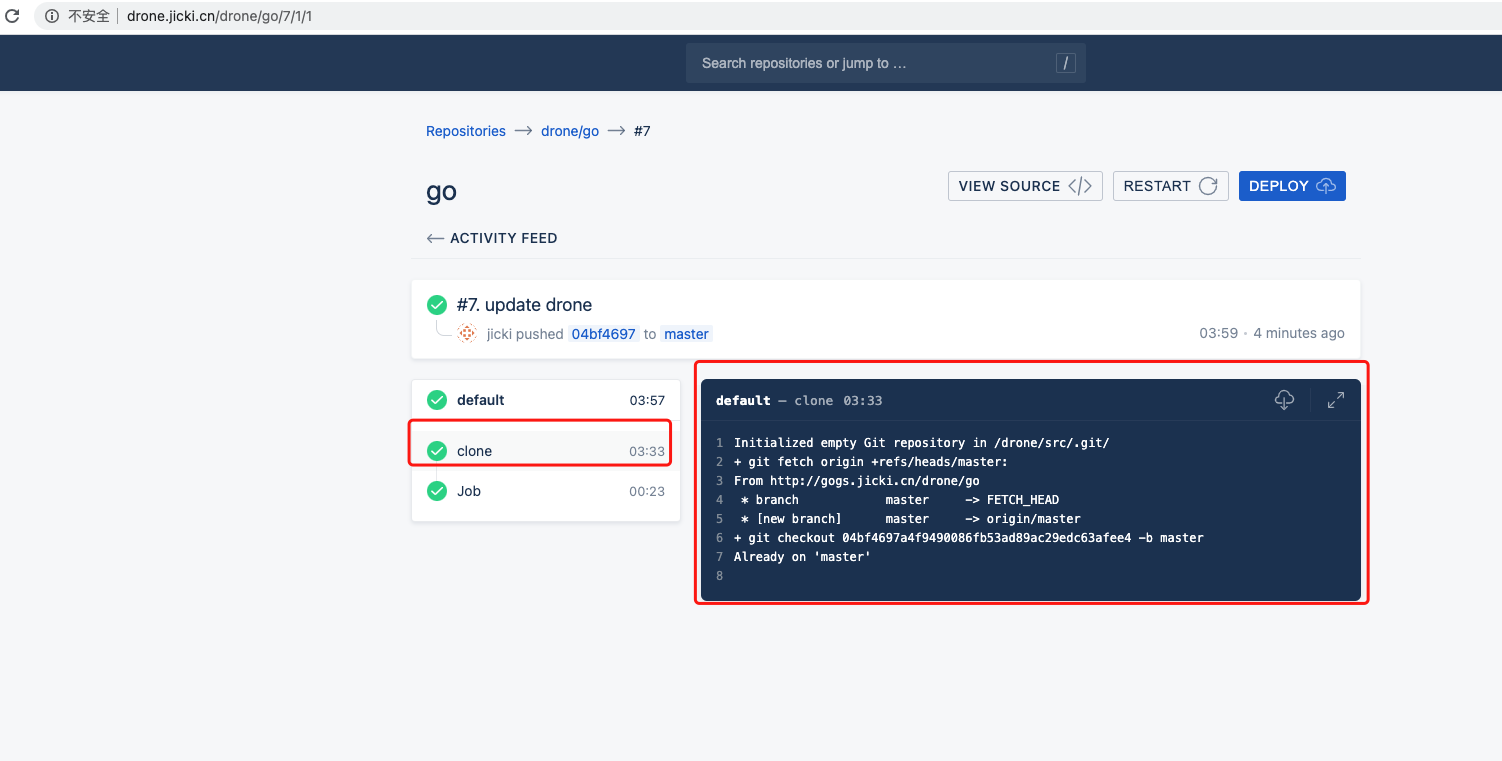 不安全 drone.jicki.cn/drone/go/7/1/1
Search repositories or jump to … /
Repositories → drone/go → #7
go
VIEW SOURCE </> RESTART DEPLOY
← ACTIVITY FEED
#7. update drone
jicki pushed 04bf4697 to master 03:59 · 4 minutes ago
default 03:57
clone 03:33
Job 00:23
default — clone 03:33
1 Initialized empty Git repository in /drone/src/.git/
2 + git fetch origin +refs/heads/master:
3 From http://gogs.jicki.cn/drone/go
4 * branch master -> FETCH_HEAD
5 * [new branch] master -> origin/master
6 + git checkout 04bf4697a4f9490086fb53ad89ac29edc63afee4 -b master
7 Already on 'master'
8